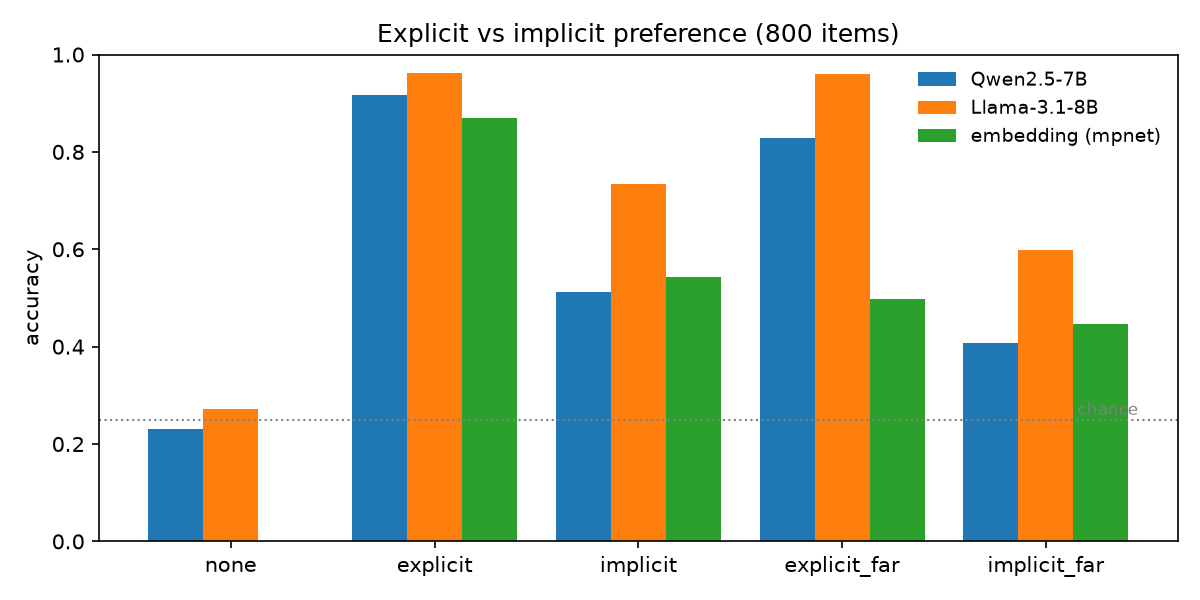 Explicit vs implicit preference (800 items)
Qwen2.5-7B
Llama-3.1-8B
embedding (mpnet)
accuracy
1.0
0.8
0.6
0.4
0.2
0.0
chance
none explicit implicit explicit_far implicit_far